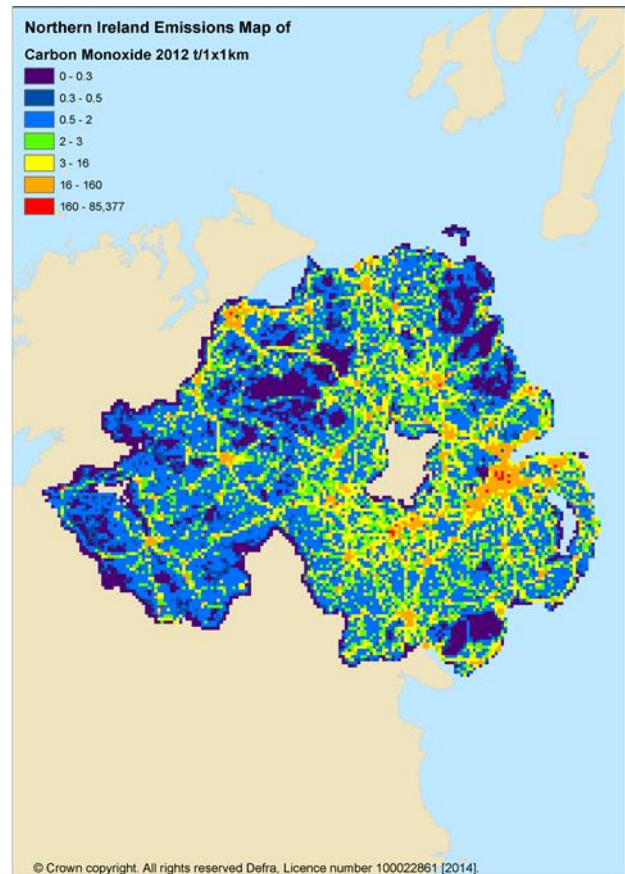 Northern Ireland Emissions Map of
Carbon Monoxide 2012 t/1x1km
0 - 0.3
0.3 - 0.5
0.5 - 2
2 - 3
3 - 16
16 - 160
160 - 85,377
© Crown copyright. All rights reserved Defra, Licence number 100022861 [2014].